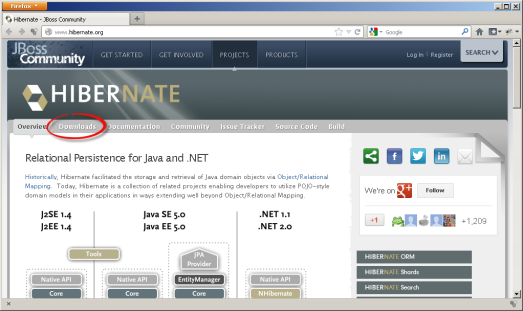 Firefox
Hibernate - JBoss Community
www.hibernate.org
Google
JBoss Community
GET STARTED GET INVOLVED PROJECTS PRODUCTS
Log In | Register
SEARCH
HIBERNATE
Overview Downloads Documentation Community Issue Tracker Source Code Build
Relational Persistence for Java and .NET
Historically, Hibernate facilitated the storage and retrieval of Java domain objects via Object/Relational
Mapping. Today, Hibernate is a collection of related projects enabling developers to utilize POJO-style
domain models in their applications in ways extending well beyond Object/Relational Mapping.
We're on g+ Follow
+1 +1,209
J2SE 1.4 Java SE 5.0 .NET 1.1
J2EE 1.4 Java EE 5.0 .NET 2.0
Tools
JPA
Provider
Native API Native API EntityManager Native API
Core Core Core NHibernate
HIBERNATE ORM
HIBERNATE Shards
HIBERNATE Search